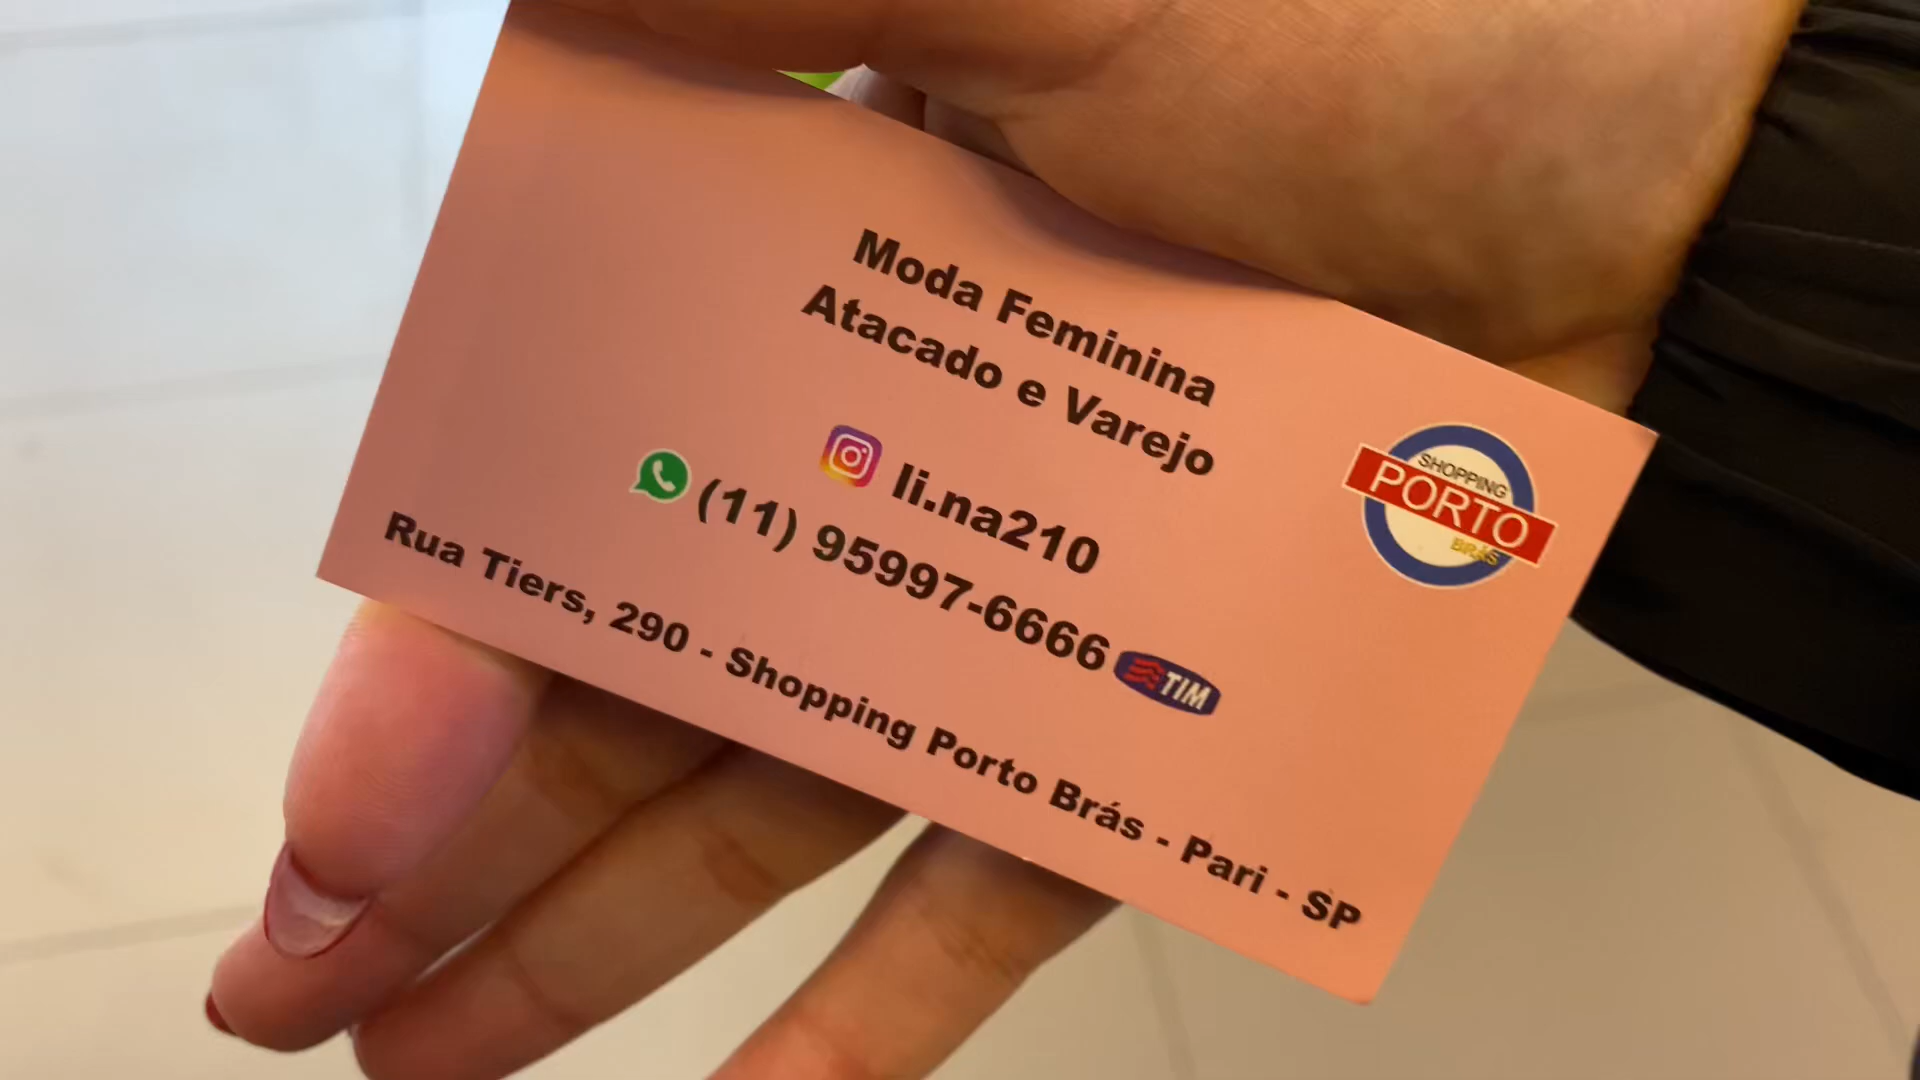 Moda Feminina
Atacado e Varejo
li.na210
(11) 95997-6666
TIM
Rua Tiers, 290 - Shopping Porto Brás - Pari - SP
SHOPPING
PORTO
BRÁS